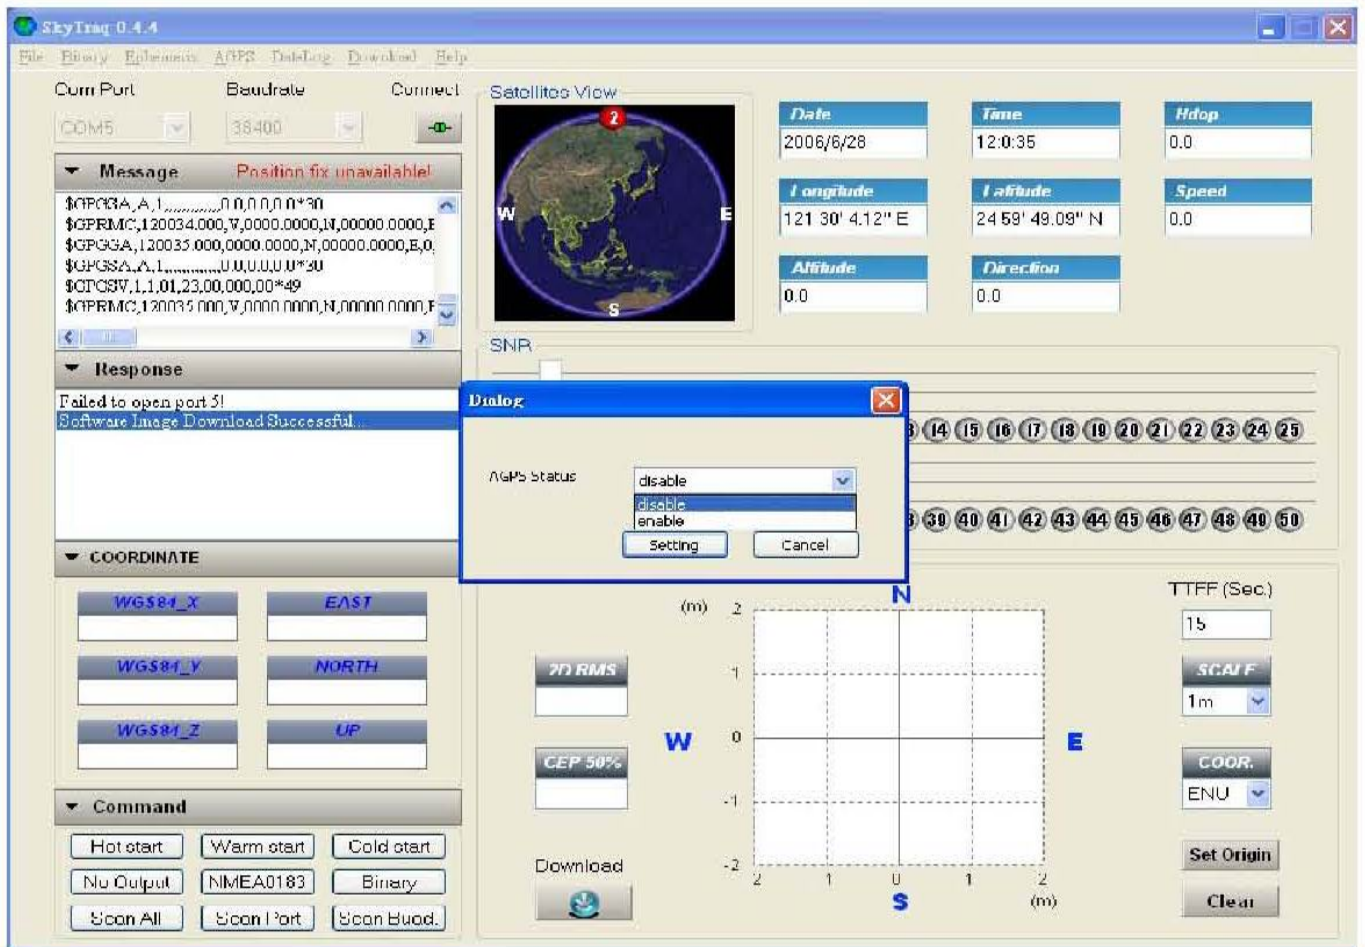 SkyTraq 0.4.4
File Binary Ephemeris AGPS DataLog Download Help
Com Port Baudrate Connect
COM5 38400
Message Position fix unavailable!
$GPGSA,A,1,,,,,,,,,,,,,0.0,0.0,0.0*30
$GPRMC,120034.000,V,0000.0000,N,00000.0000,E
$GPGGA,120035.000,0000.0000,N,00000.0000,E,0,
$GPGSA,A,1,,,,,,,,,,,,,0.0,0.0,0.0*30
$GPGSV,1,1,01,23,00,000,00*49
$GPRMC,120035.000,V,0000.0000,N,00000.0000,E
Response
Failed to open port 5!
Software Image Download Successful...
COORDINATE
WGS84_X EAST
WGS84_Y NORTH
WGS84_Z UP
Command
Hot start Warm start Cold start
No Output NMEA0183 Binary
Scan All Scan Port Scan Buad.
Satellites View
2
W E
S
Date Time Hdop
2006/6/28 12:0:35 0.0
Longitude Latitude Speed
121 30' 4.12" E 24 59' 49.09" N 0.0
Altitude Direction
0.0 0.0
SNR
14 15 16 17 18 19 20 21 22 23 24 25
39 40 41 42 43 44 45 46 47 48 49 50
Dialog
AGPS Status disable
disable
enable
Setting Cancel
N
(m) 2
1
0
-1
-2
W E
2 1 0 1 2
S (m)
2D RMS
CEP 50%
Download
TTFF (Sec.)
15
SCALE
1m
COOR.
ENU
Set Origin
Clear